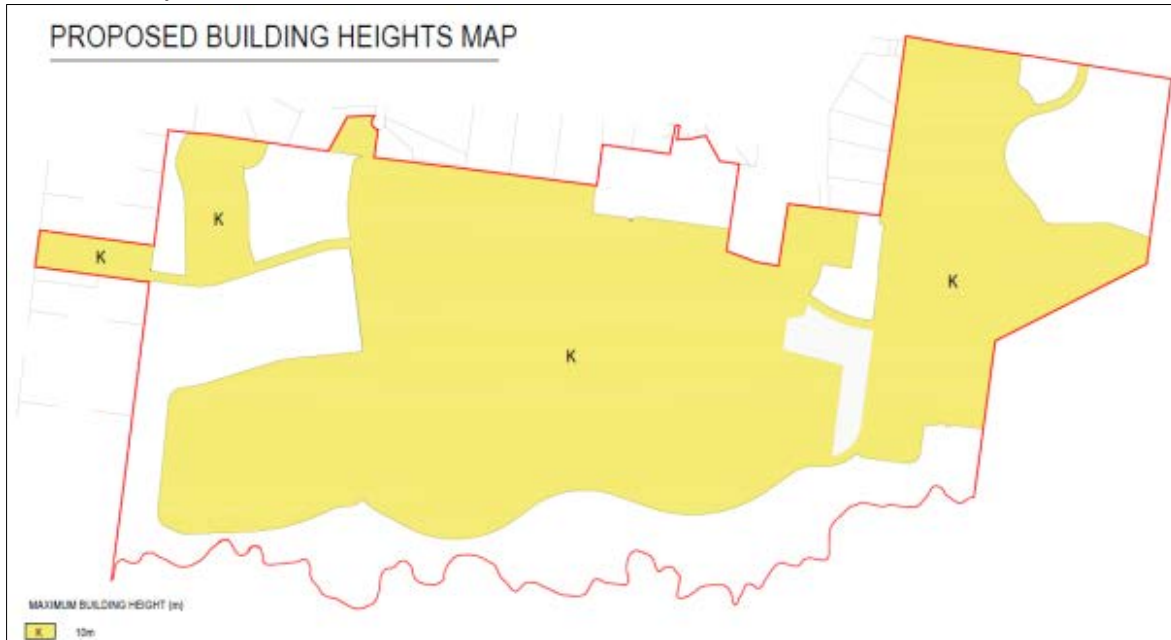 PROPOSED BUILDING HEIGHTS MAP
K
K
K
K
MAXIMUM BUILDING HEIGHT (m)
K 10m